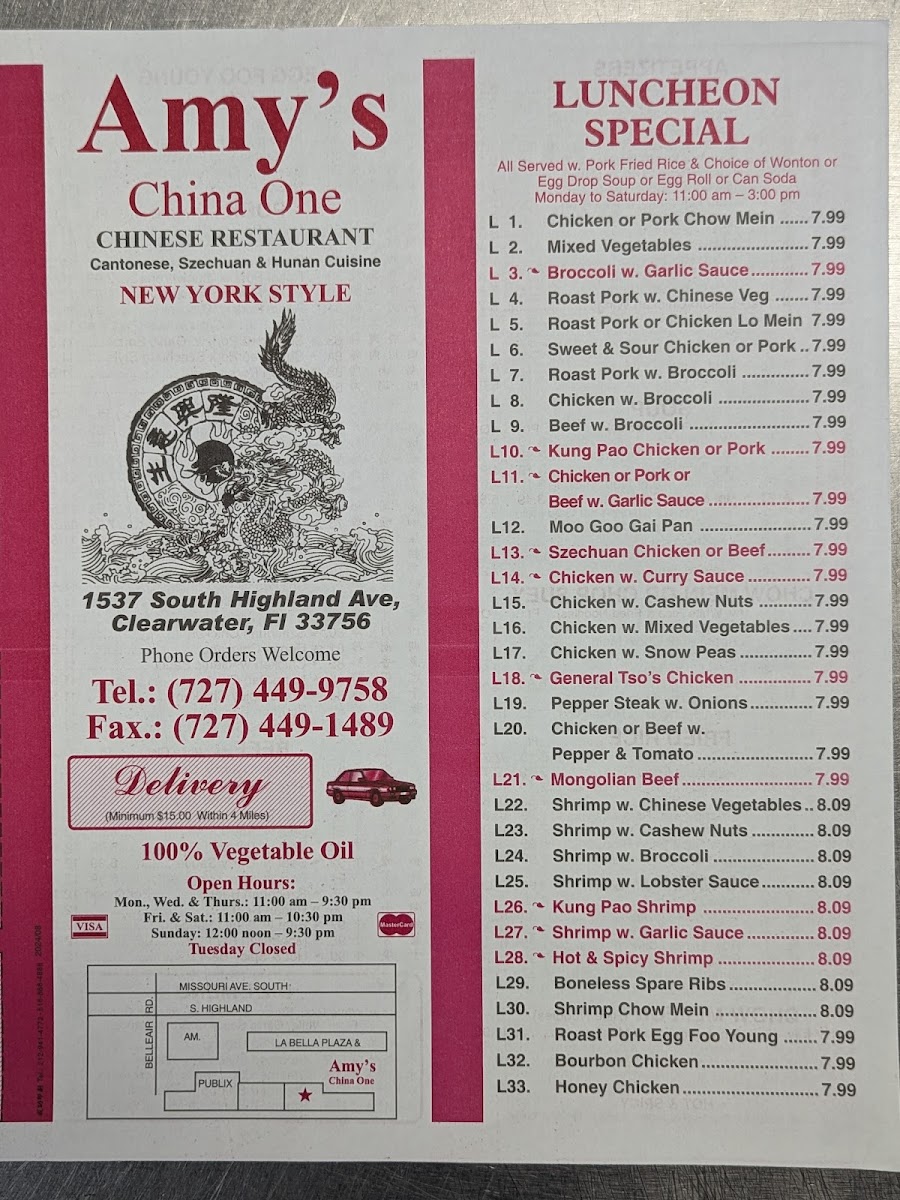 Amy's
China One
CHINESE RESTAURANT
Cantonese, Szechuan & Hunan Cuisine
NEW YORK STYLE
1537 South Highland Ave,
Clearwater, Fl 33756
Phone Orders Welcome
Tel.: (727) 449-9758
Fax.: (727) 449-1489
Delivery
(Minimum $15.00 Within 4 Miles)
100% Vegetable Oil
Open Hours:
Mon., Wed. & Thurs.: 11:00 am – 9:30 pm
Fri. & Sat.: 11:00 am – 10:30 pm
Sunday: 12:00 noon – 9:30 pm
Tuesday Closed
VISA
MasterCard
MISSOURI AVE. SOUTH
S. HIGHLAND
BELLEAIR RD.
AM.
LA BELLA PLAZA &
Amy's
China One
PUBLIX
LUNCHEON
SPECIAL
All Served w. Pork Fried Rice & Choice of Wonton or
Egg Drop Soup or Egg Roll or Can Soda
Monday to Saturday: 11:00 am – 3:00 pm
L 1. Chicken or Pork Chow Mein ...... 7.99
L 2. Mixed Vegetables ...................... 7.99
L 3. Broccoli w. Garlic Sauce............ 7.99
L 4. Roast Pork w. Chinese Veg ....... 7.99
L 5. Roast Pork or Chicken Lo Mein 7.99
L 6. Sweet & Sour Chicken or Pork .. 7.99
L 7. Roast Pork w. Broccoli .............. 7.99
L 8. Chicken w. Broccoli ................... 7.99
L 9. Beef w. Broccoli ......................... 7.99
L10. Kung Pao Chicken or Pork ........ 7.99
L11. Chicken or Pork or
Beef w. Garlic Sauce ..................... 7.99
L12. Moo Goo Gai Pan ...................... 7.99
L13. Szechuan Chicken or Beef......... 7.99
L14. Chicken w. Curry Sauce ............. 7.99
L15. Chicken w. Cashew Nuts ........... 7.99
L16. Chicken w. Mixed Vegetables .... 7.99
L17. Chicken w. Snow Peas ............... 7.99
L18. General Tso's Chicken ............... 7.99
L19. Pepper Steak w. Onions............. 7.99
L20. Chicken or Beef w.
Pepper & Tomato ....................... 7.99
L21. Mongolian Beef.......................... 7.99
L22. Shrimp w. Chinese Vegetables .. 8.09
L23. Shrimp w. Cashew Nuts ............. 8.09
L24. Shrimp w. Broccoli ..................... 8.09
L25. Shrimp w. Lobster Sauce........... 8.09
L26. Kung Pao Shrimp ...................... 8.09
L27. Shrimp w. Garlic Sauce .............. 8.09
L28. Hot & Spicy Shrimp .................... 8.09
L29. Boneless Spare Ribs .................. 8.09
L30. Shrimp Chow Mein .................... 8.09
L31. Roast Pork Egg Foo Young ....... 7.99
L32. Bourbon Chicken ....................... 7.99
L33. Honey Chicken .......................... 7.99